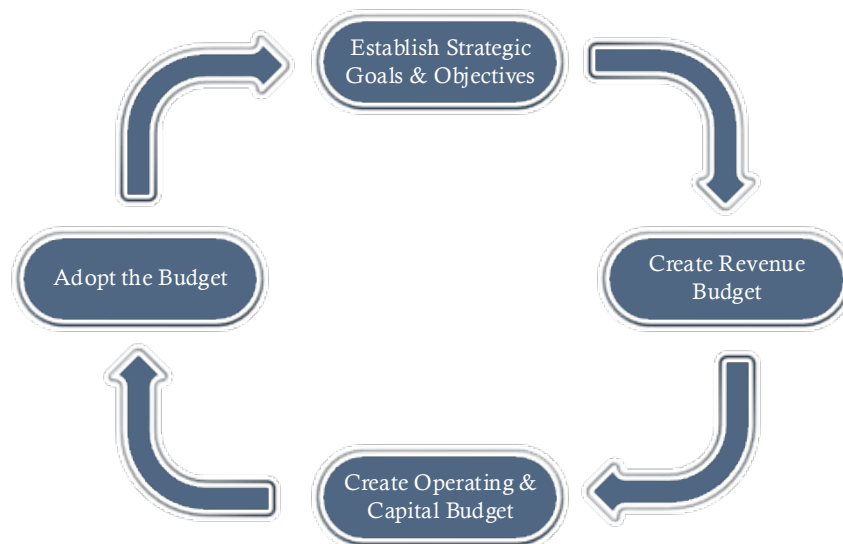 Establish Strategic
Goals & Objectives
Create Revenue
Budget
Create Operating &
Capital Budget
Adopt the Budget